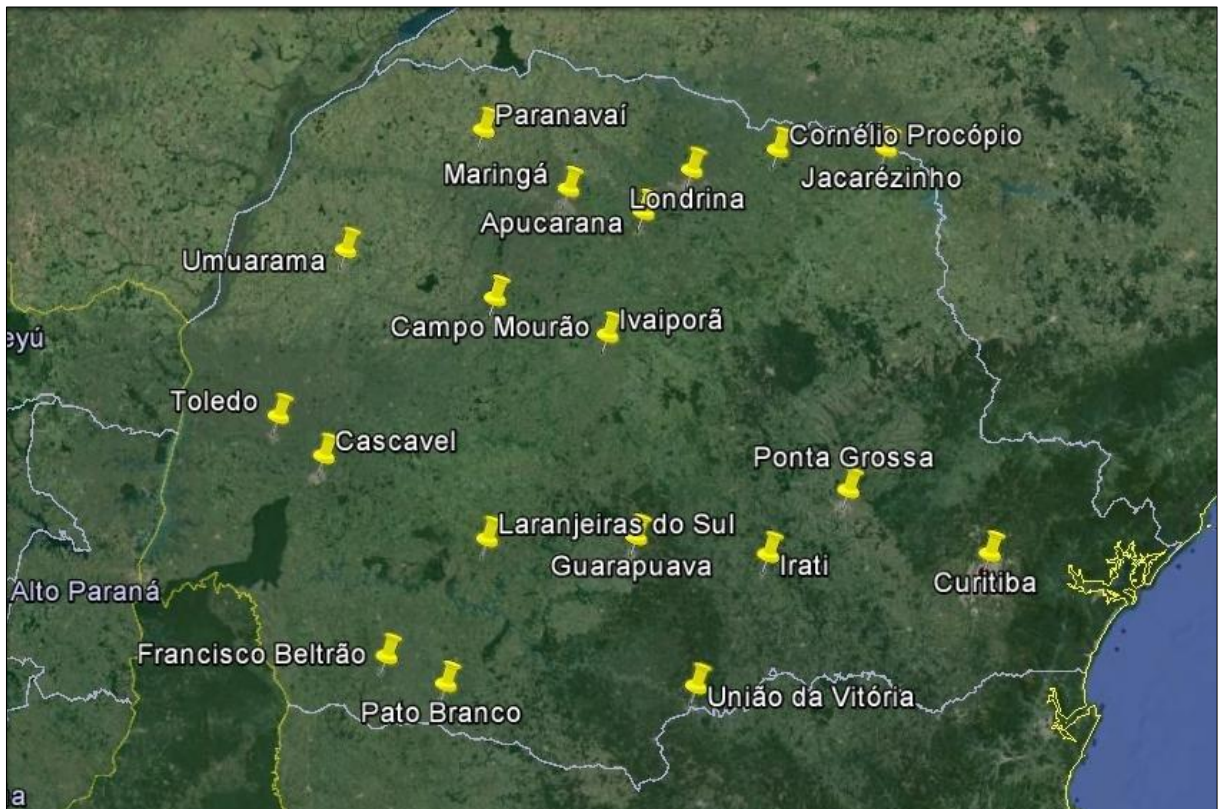 Paranavaí
Cornélio Procópio
Maringá
Jacarézinho
Londrina
Apucarana
Umuarama
Campo Mourão
Ivaiporã
eyú
Toledo
Cascavel
Ponta Grossa
Laranjeiras do Sul
Guarapuava
Irati
Curitiba
Alto Paraná
Francisco Beltrão
União da Vitória
Pato Branco
a